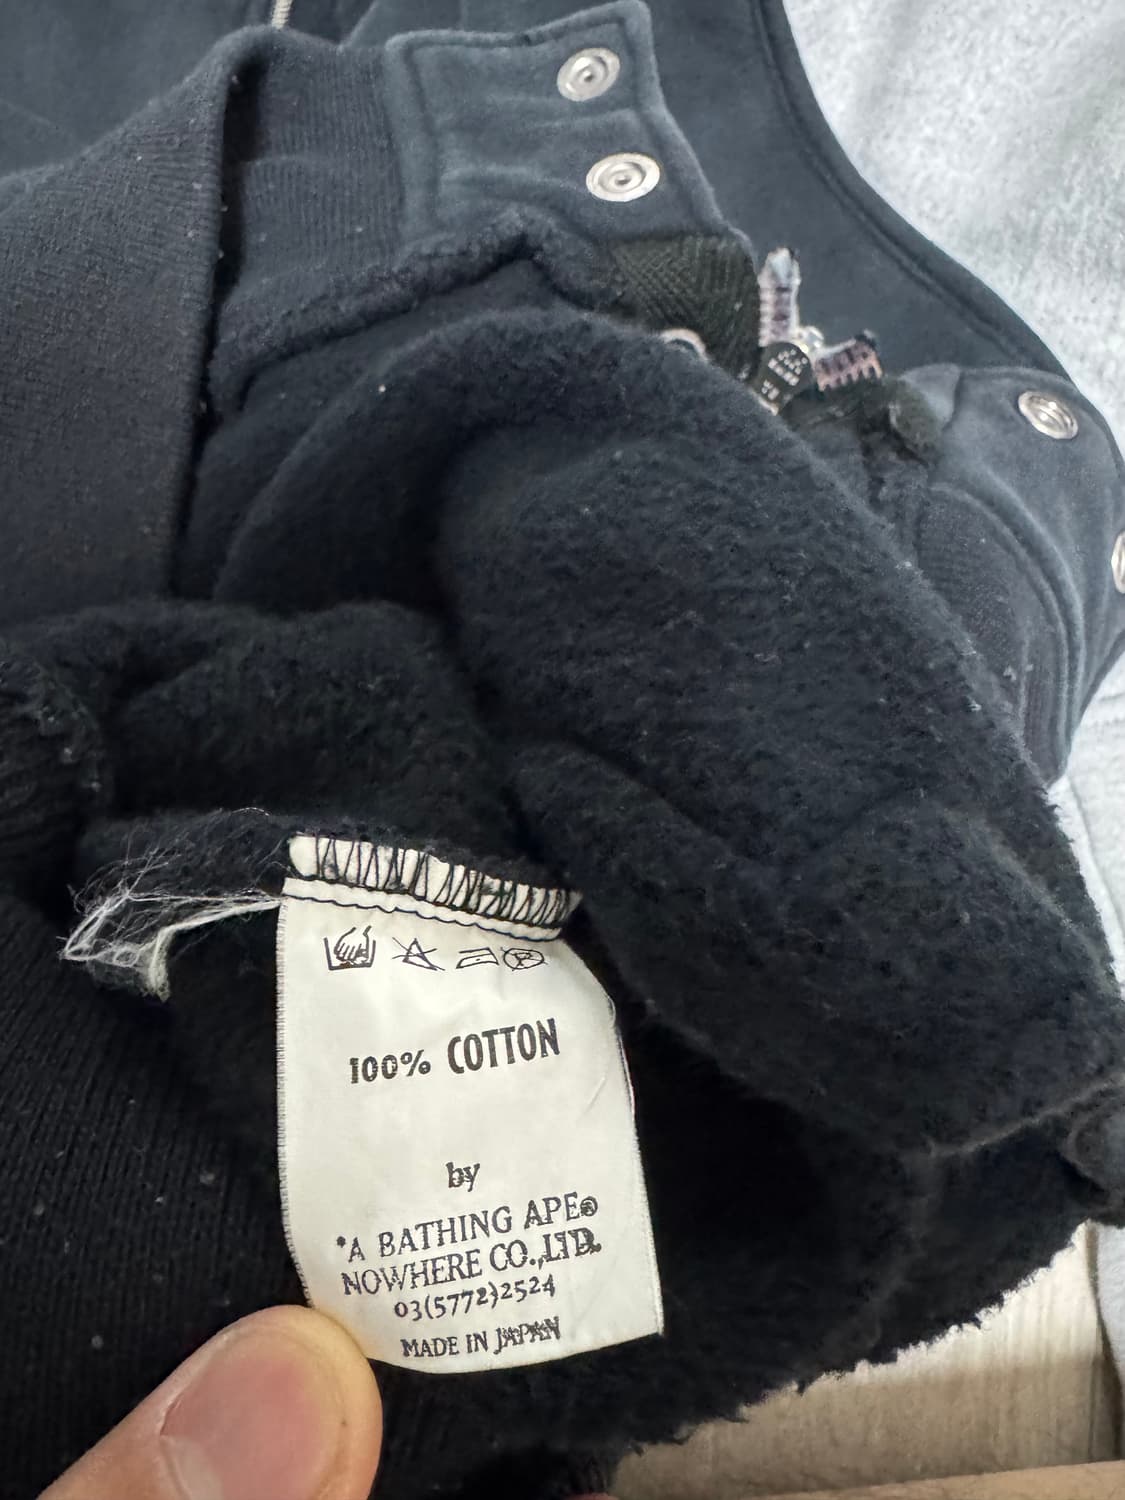 100% COTTON
by
*A BATHING APE®
NOWHERE CO.,LTD.
03(5772)2524
MADE IN JAPAN